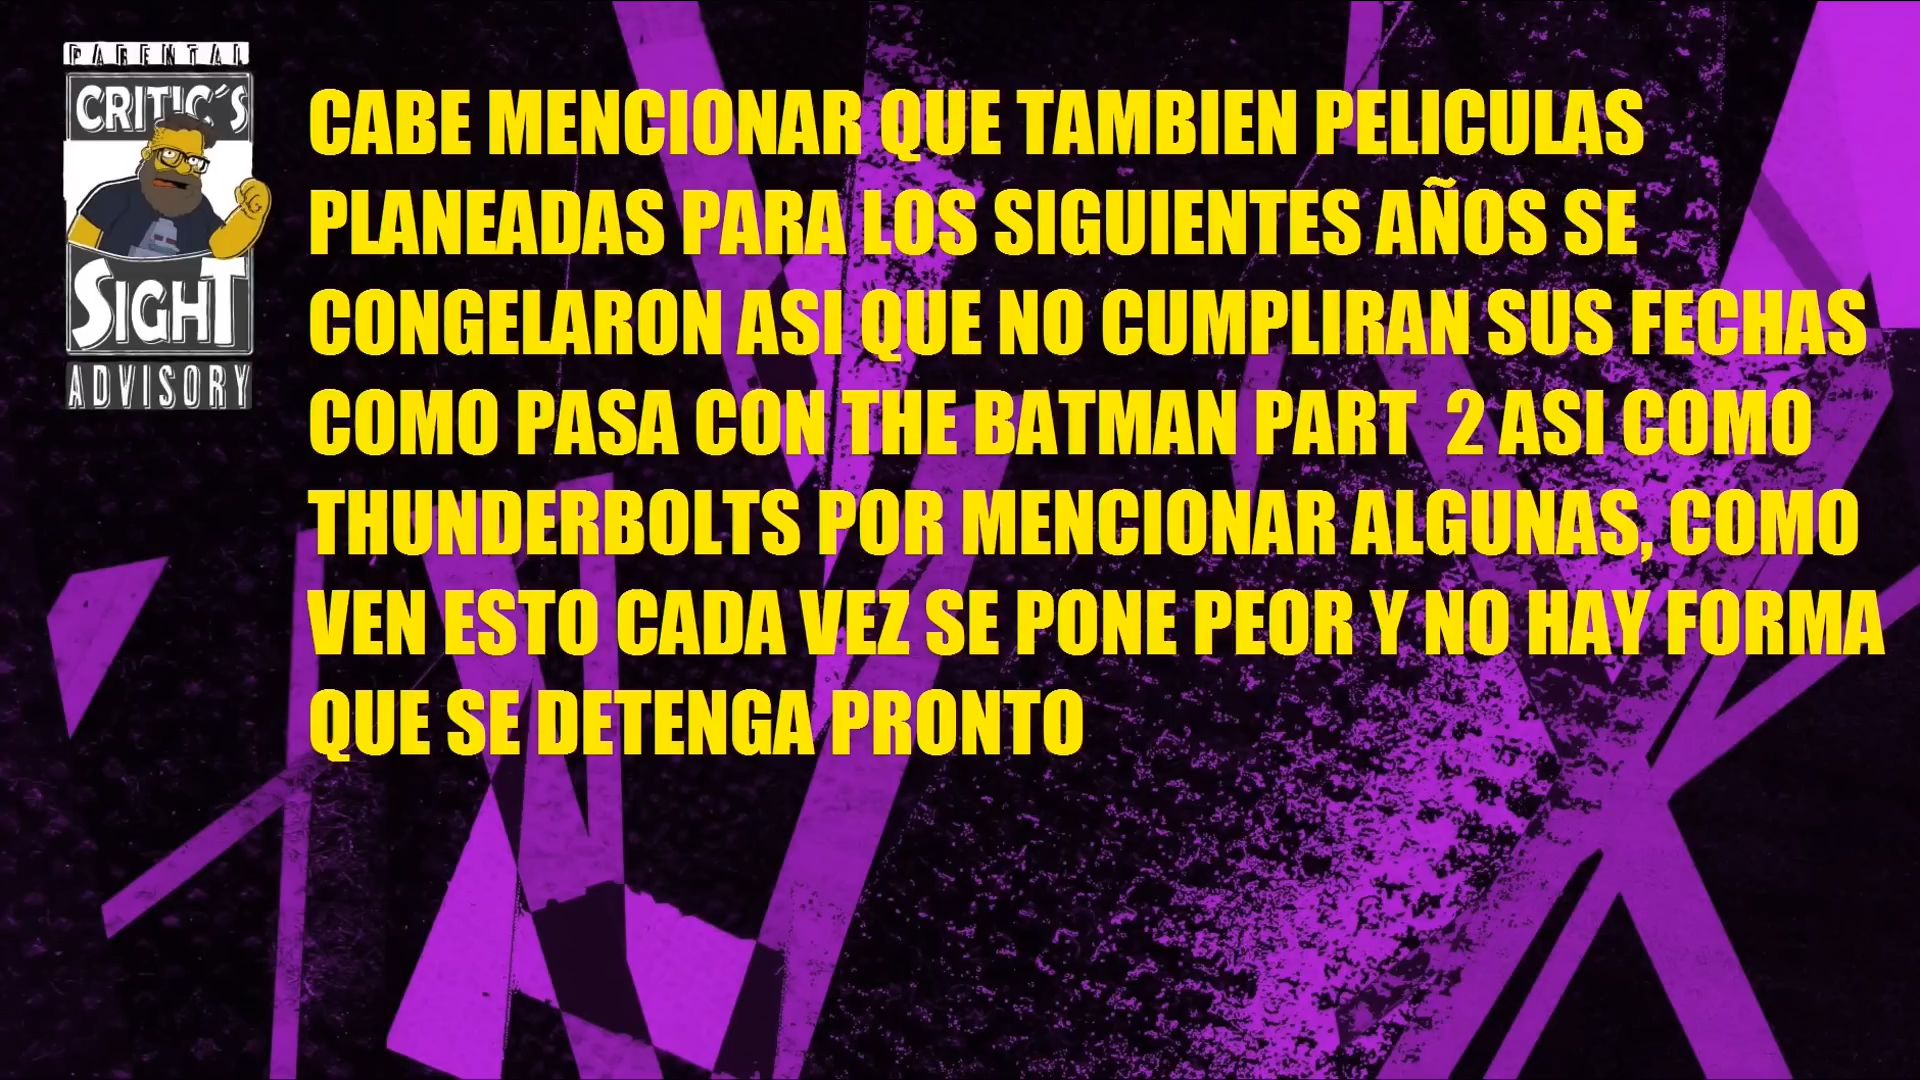 PARENTAL
CRITIC´S
SIGHT
ADVISORY
CABE MENCIONAR QUE TAMBIEN PELICULAS
PLANEADAS PARA LOS SIGUIENTES AÑOS SE
CONGELARON ASI QUE NO CUMPLIRAN SUS FECHAS
COMO PASA CON THE BATMAN PART  2 ASI COMO
THUNDERBOLTS POR MENCIONAR ALGUNAS, COMO
VEN ESTO CADA VEZ SE PONE PEOR Y NO HAY FORMA
QUE SE DETENGA PRONTO